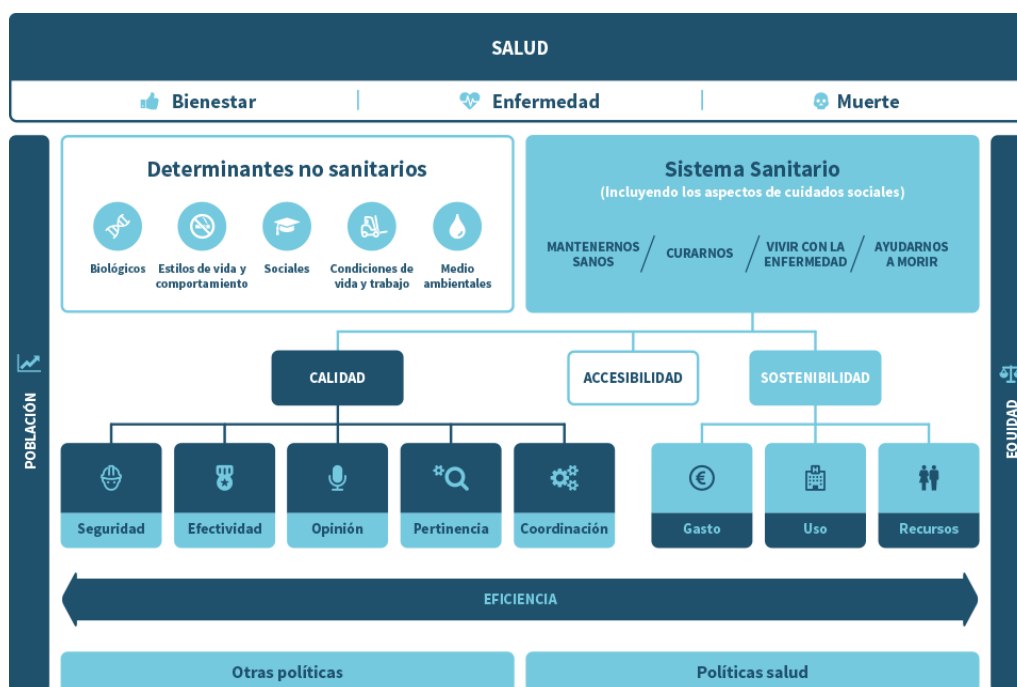 SALUD
Bienestar
Enfermedad
Muerte
Determinantes no sanitarios
Biológicos
Estilos de vida y
comportamiento
Sociales
Condiciones de
vida y trabajo
Medio
ambientales
Sistema Sanitario
(Incluyendo los aspectos de cuidados sociales)
MANTENERNOS
SANOS
CURARNOS
VIVIR CON LA
ENFERMEDAD
AYUDARNOS
A MORIR
POBLACIÓN
EQUIDAD
CALIDAD
ACCESIBILIDAD
SOSTENIBILIDAD
Seguridad
Efectividad
Opinión
Pertinencia
Coordinación
Gasto
Uso
Recursos
EFICIENCIA
Otras políticas
Políticas salud